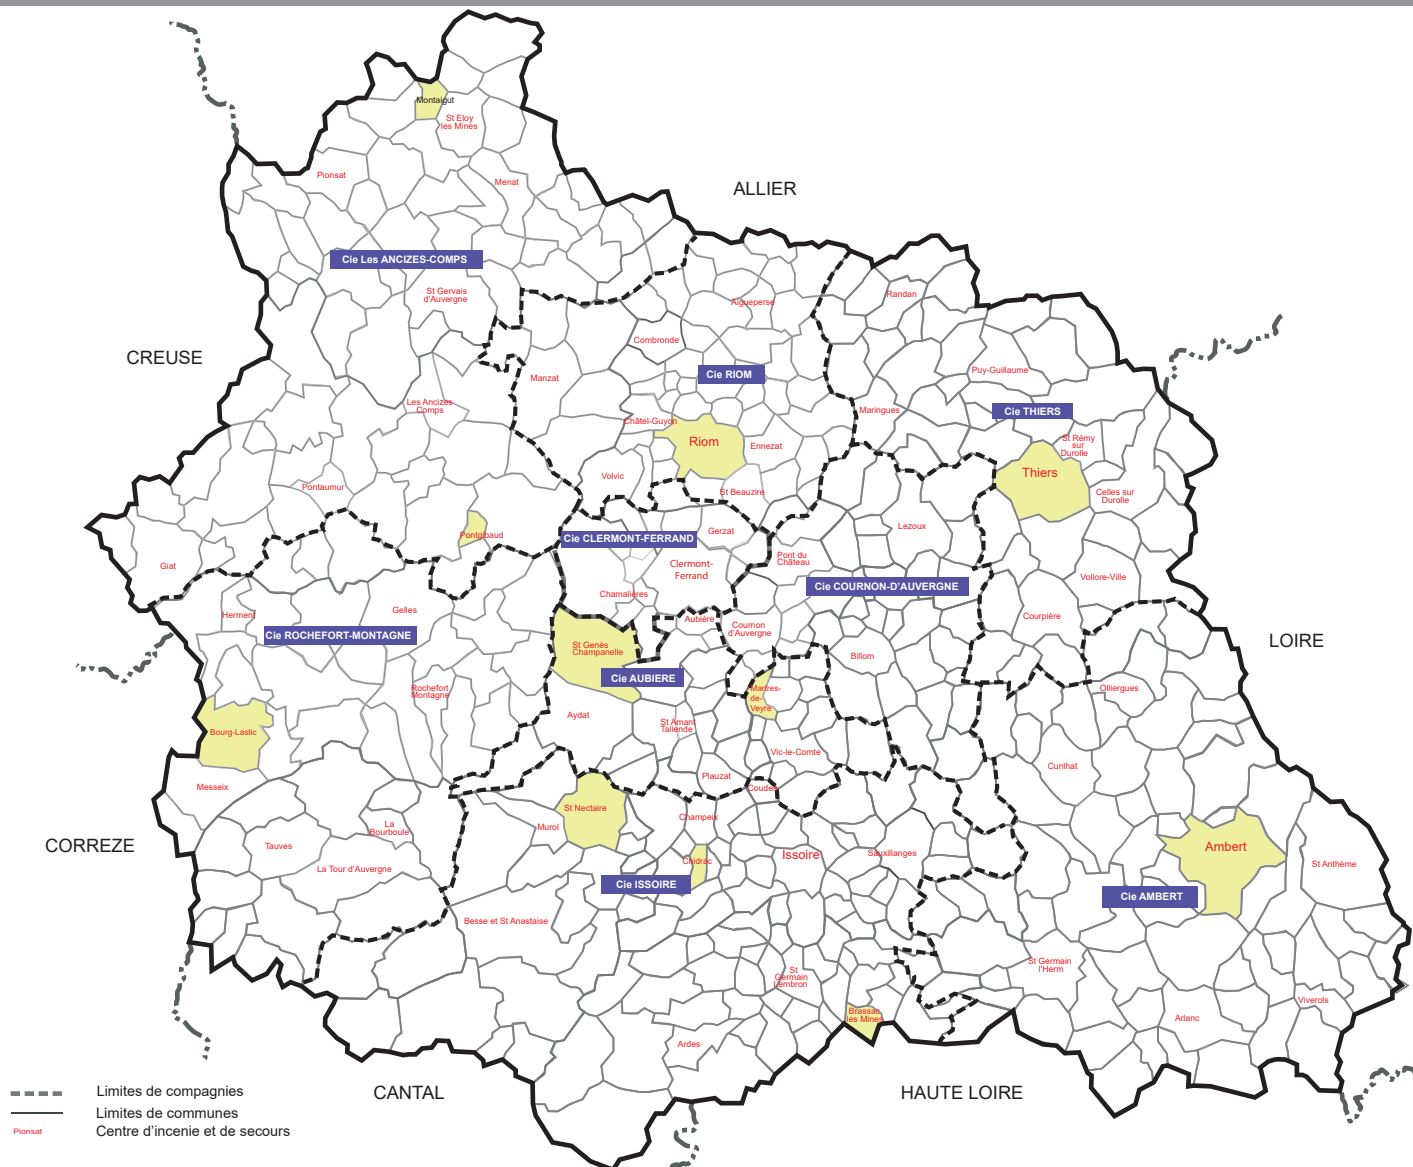 Montaigut
St Eloy
les Mines
Pionsat
Menat
ALLIER
Cie Les ANCIZES-COMPS
St Gervais
d'Auvergne
Aigueperse
Randan
CREUSE
Combronde
Manzat
Cie RIOM
Puy-Guillaume
Les Ancizes
Comps
Maringues
Cie THIERS
Châtel-Guyon
Riom
Ennezat
St Rémy
sur
Durolle
Thiers
Volvic
Pontaumur
St Beauzire
Celles sur
Durolle
Pontgibaud
Cie CLERMONT-FERRAND
Gerzat
Lezoux
Giat
Clermont-
Ferrand
Pont du
Château
Vollore-Ville
Cie COURNON-D'AUVERGNE
Chamalières
Herment
Gelles
Aubière
Cournon
d'Auvergne
Courpière
Cie ROCHEFORT-MONTAGNE
LOIRE
St Genès
Champanelle
Billom
Cie AUBIERE
Rochefort
Montagne
Martres-
de-
Veyre
Olliergues
Aydat
St Amant
Tallende
Bourg-Lastic
Vic-le-Comte
Cunlhat
Messeix
Plauzat
Coudes
St Nectaire
Champeix
La
Bourboule
Murol
CORREZE
Tauves
Chidrac
Issoire
Sauxillanges
Ambert
St Anthème
La Tour d'Auvergne
Cie ISSOIRE
Cie AMBERT
Besse et St Anastaise
St
Germain
Lembron
St Germain
l'Herm
Viverols
Brassac
les Mines
Arlanc
Ardes
CANTAL
HAUTE LOIRE
Limites de compagnies
Limites de communes
Pionsat
Centre d'incenie et de secours